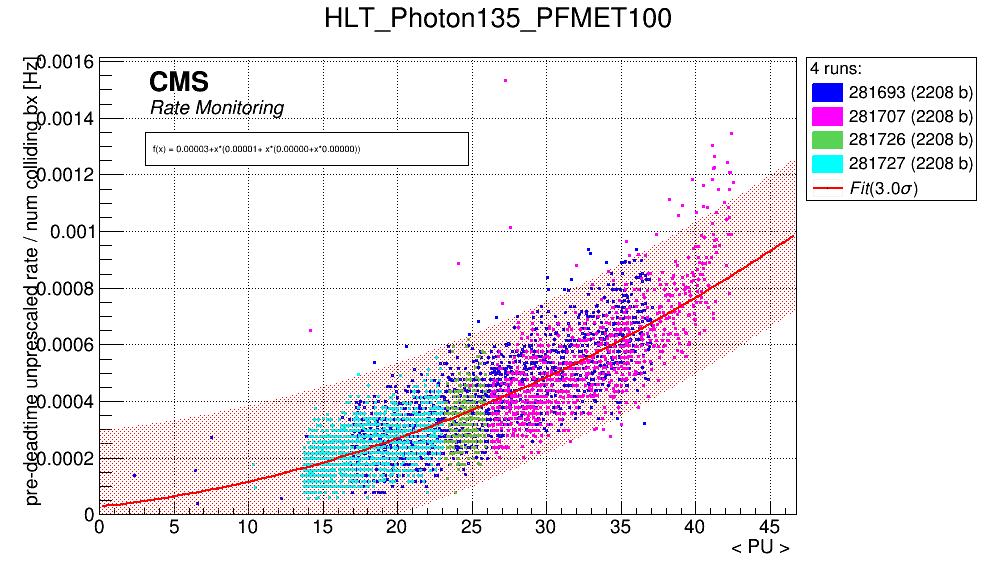 HLT_Photon135_PFMET100
pre-deadtime unprescaled rate / num colliding bx [Hz]
0.0016
0.0014
0.0012
0.001
0.0008
0.0006
0.0004
0.0002
0
CMS
Rate Monitoring
f(x) = 0.00003+x*(0.00001+ x*(0.00000+x*0.00000))
4 runs:
281693 (2208 b)
281707 (2208 b)
281726 (2208 b)
281727 (2208 b)
Fit(3.0σ)
0 5 10 15 20 25 30 35 40 45
< PU >